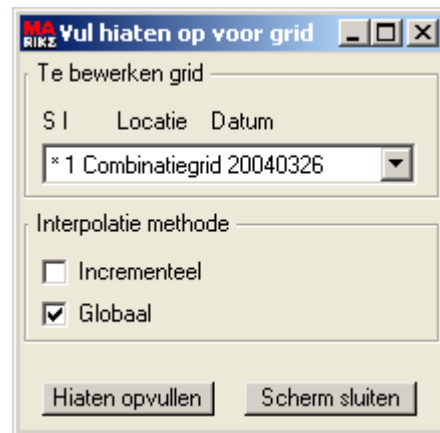 MA RIKZ Vul hiaten op voor grid
Te bewerken grid
S I Locatie Datum
* 1 Combinatiegrid 20040326
Interpolatie methode
Incrementeel
Globaal
Hiaten opvullen Scherm sluiten